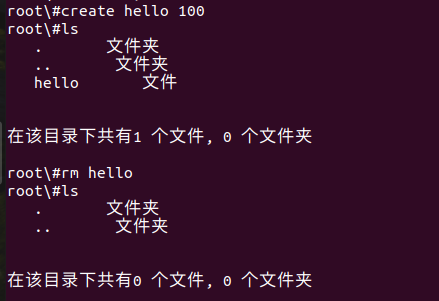 root\#create hello 100
root\#ls
. 文件夹
.. 文件夹
hello 文件
在该目录下共有1 个文件, 0 个文件夹
root\#rm hello
root\#ls
. 文件夹
.. 文件夹
在该目录下共有0 个文件, 0 个文件夹